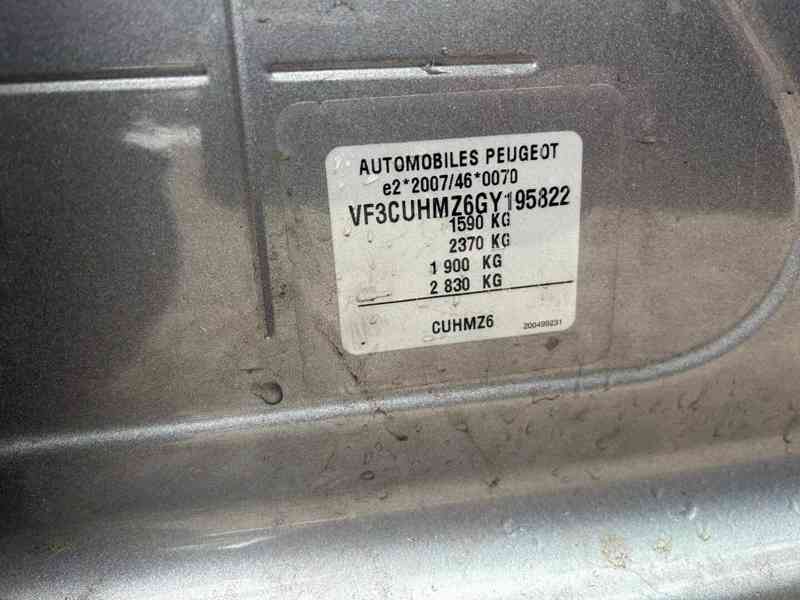 AUTOMOBILES PEUGEOT
e2*2007/46*0070
VF3CUHMZ6GY195822
1590 KG
2370 KG
1 900 KG
2 830 KG
CUHMZ6 200499231